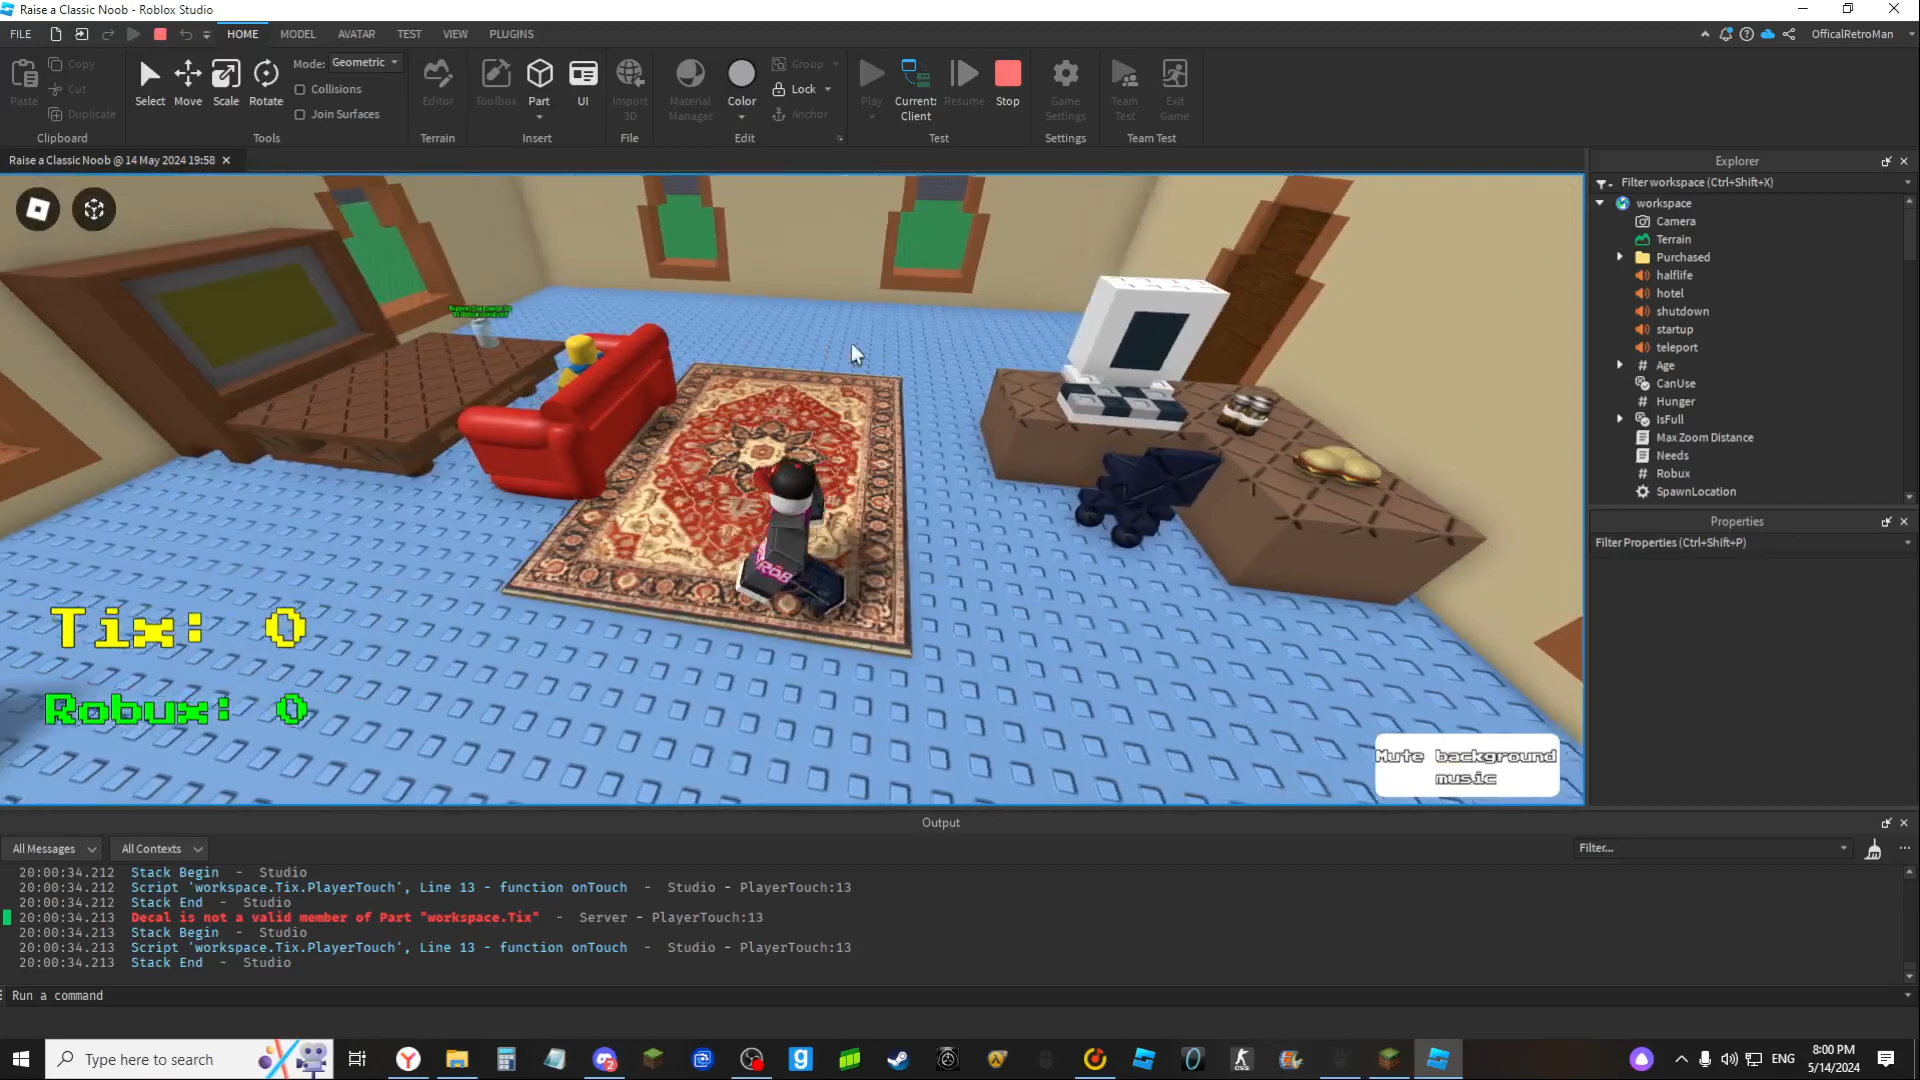 Raise a Classic Noob - Roblox Studio
FILE HOME MODEL AVATAR TEST VIEW PLUGINS OfficalRetroMan
Paste Copy Cut Duplicate Clipboard
Select Move Scale Rotate Mode: Geometric Collisions Join Surfaces Tools
Editor Terrain
Toolbox Part UI Insert
Import 3D File
Material Manager Color Group Lock Anchor Edit
Play Current: Client Resume Stop Test
Game Settings Settings
Team Test Exit Game Team Test
Raise a Classic Noob @ 14 May 2024 19:58
Explorer
Filter workspace (Ctrl+Shift+X)
workspace
Camera
Terrain
Purchased
halflife
hotel
shutdown
startup
teleport
Age
CanUse
Hunger
IsFull
Max Zoom Distance
Needs
Robux
SpawnLocation
Properties
Filter Properties (Ctrl+Shift+P)
Tix: 0
Robux: 0
Mute background
music
Output
All Messages All Contexts Filter...
20:00:34.212 Stack Begin - Studio
20:00:34.212 Script 'workspace.Tix.PlayerTouch', Line 13 - function onTouch - Studio - PlayerTouch:13
20:00:34.212 Stack End - Studio
20:00:34.213 Decal is not a valid member of Part "workspace.Tix" - Server - PlayerTouch:13
20:00:34.213 Stack Begin - Studio
20:00:34.213 Script 'workspace.Tix.PlayerTouch', Line 13 - function onTouch - Studio - PlayerTouch:13
20:00:34.213 Stack End - Studio
Run a command
Type here to search
ENG
8:00 PM
5/14/2024